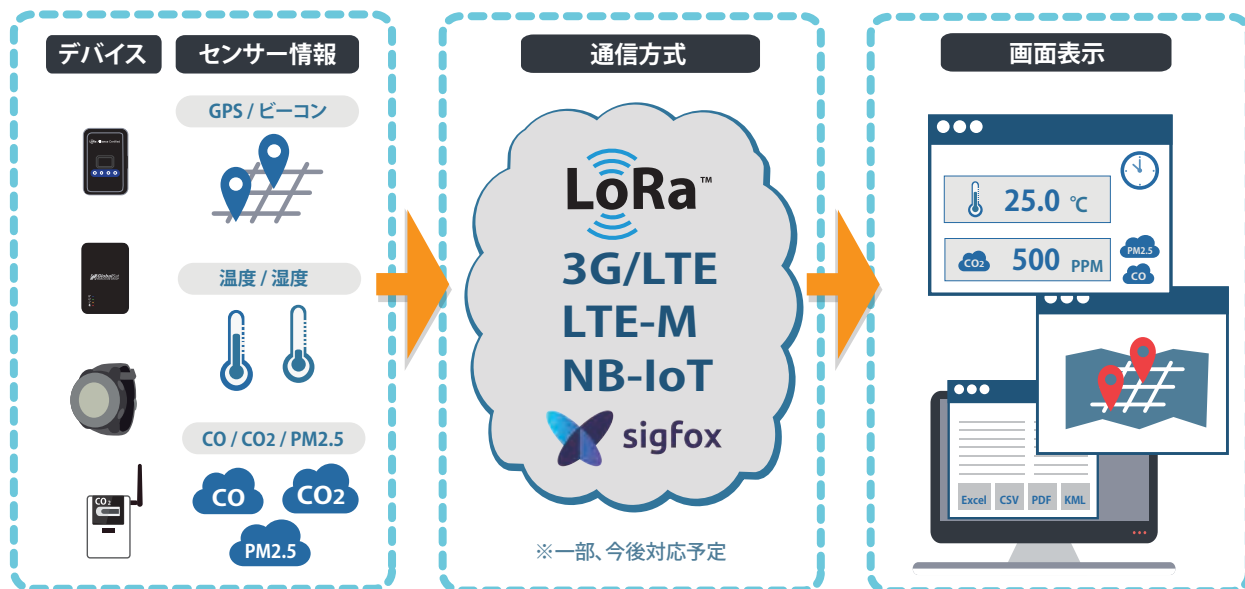 デバイス
センサー情報
GPS / ビーコン
GlobalSat
温度 / 湿度
CO / CO2 / PM2.5
CO2
CO
CO2
PM2.5
通信方式
LoRa™
3G/LTE
LTE-M
NB-IoT
sigfox
※一部、今後対応予定
画面表示
25.0 ℃
CO2 500 PPM
PM2.5
CO
Excel CSV PDF KML